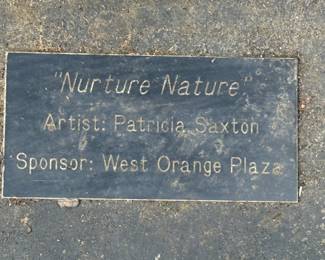 "Nurture Nature"
Artist: Patricia Saxton
Sponsor: West Orange Plaza